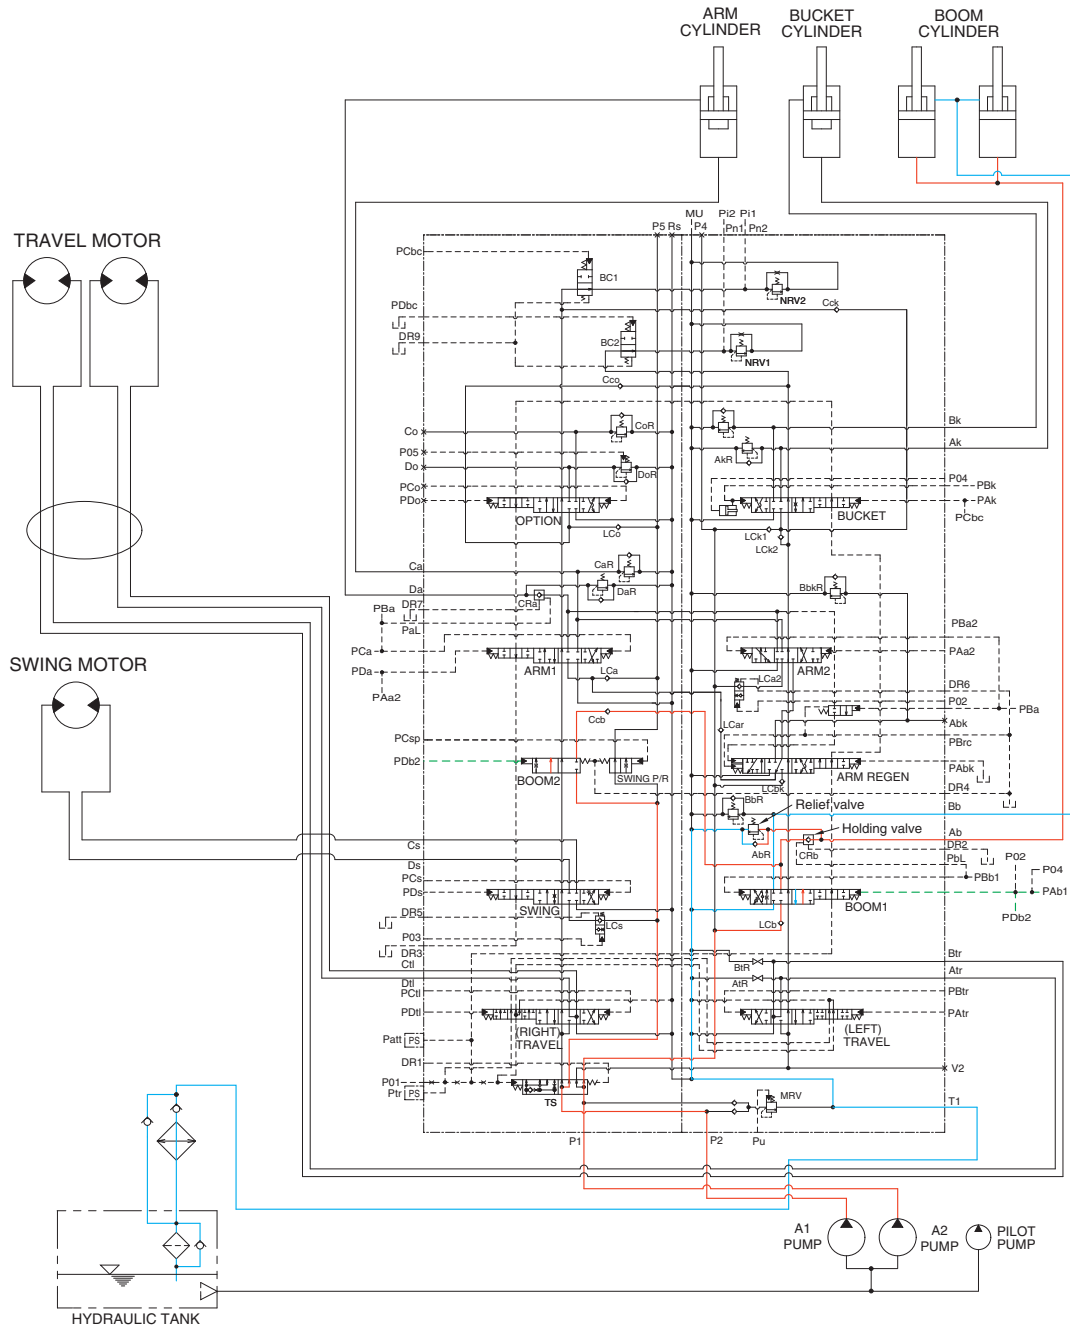 ARM
CYLINDER
BUCKET
CYLINDER
BOOM
CYLINDER
MU Pi2 Pi1
P5 Rs P4 Pn1 Pn2
TRAVEL MOTOR
PCbc
BC1
NRV2
Cck
PDbc
DR9
BC2
NRV1
Cco
Co
CoR
Bk
P05
Ak
Do
DoR
AkR
PCo
P04
PBk
PDo
PAk
OPTION
BUCKET
PCbc
LCo
LCk1
LCk2
Ca
CaR
Da
DaR
BbkR
CRa
DR7
PBa
PaL
PBa2
PCa
PAa2
ARM1
ARM2
PDa
LCa
LCa2
PAa2
DR6
P02
PBa
SWING MOTOR
Ccb
LCar
Abk
PCsp
PBrc
PDb2
PAbk
BOOM2
SWING P/R
ARM REGEN
LCbk
DR4
BbR
Relief valve
Bb
Holding valve
Ab
Cs
AbR
CRb
DR2
Ds
PbL
P02
PCs
PBb1
P04
PDs
PAb1
SWING
BOOM1
DR5
LCs
LCb
PDb2
P03
DR3
Btr
Ctl
BtR
Atr
Dtl
AtR
PCtl
PBtr
PDtl
PAtr
(RIGHT)
TRAVEL
(LEFT)
TRAVEL
Patt PS
DR1
V2
P01
Ptr PS
TS
MRV
T1
P1
P2
Pu
A1
PUMP
A2
PUMP
PILOT
PUMP
HYDRAULIC TANK